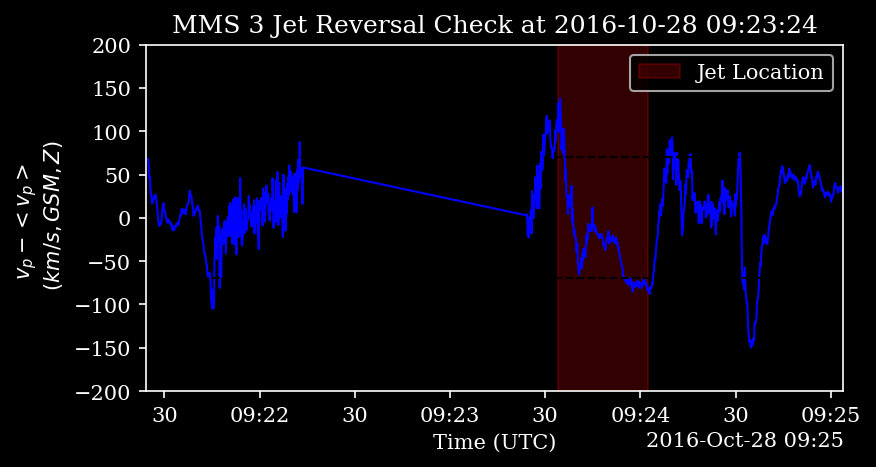 MMS 3 Jet Reversal Check at 2016-10-28 09:23:24
Jet Location
200
150
100
50
0
−50
−100
−150
−200
v_p − <v_p>
(km/s, GSM, Z)
30 09:22 30 09:23 30 09:24 30 09:25
Time (UTC)
2016-Oct-28 09:25